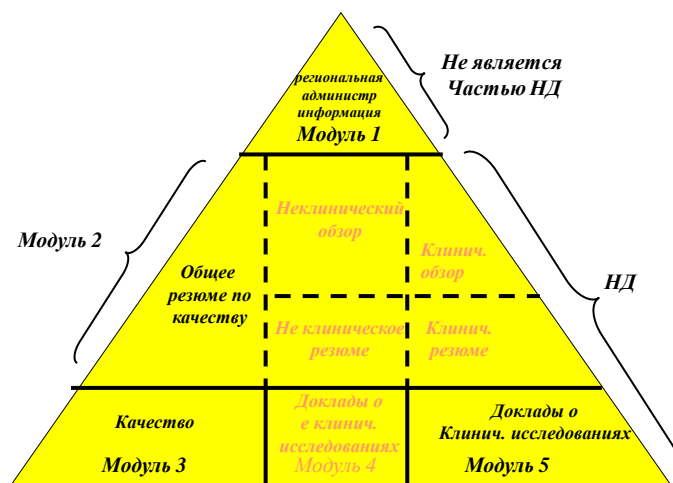 Не является
Частью НД
региональная
администр
информация
Модуль 1
Модуль 2
Неклинический
обзор
Клинич.
обзор
НД
Общее
резюме по
качеству
Не клиническое
резюме
Клинич.
резюме
Качество
Модуль 3
Доклады о
е клинич.
исследованиях
Модуль 4
Доклады о
Клинич. исследованиях
Модуль 5